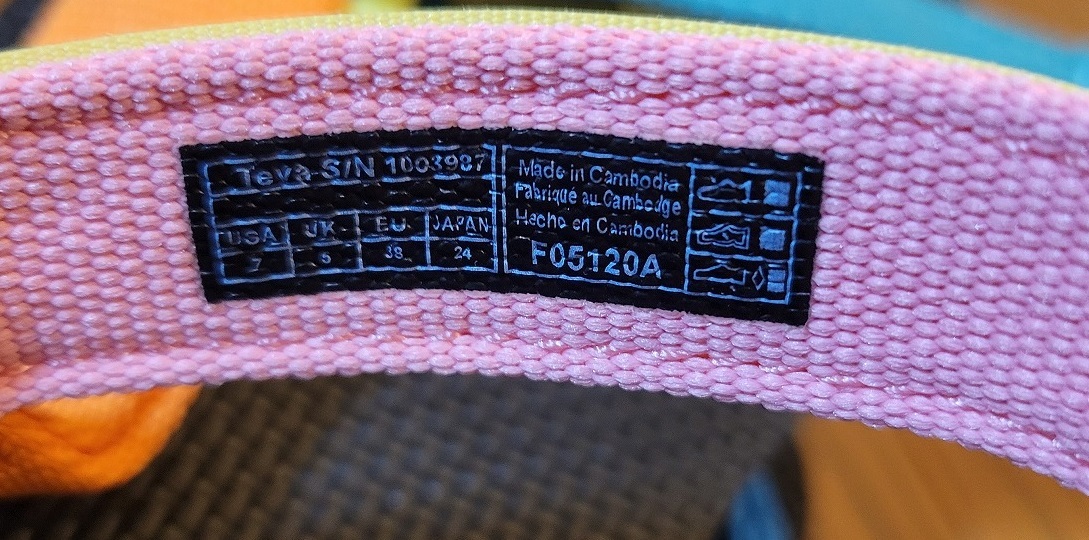 Teva S/N 1003987
USA UK EU JAPAN
7 5 38 24
Made in Cambodia
Fabriqué au Cambodge
Hecho en Cambodia
F05120A